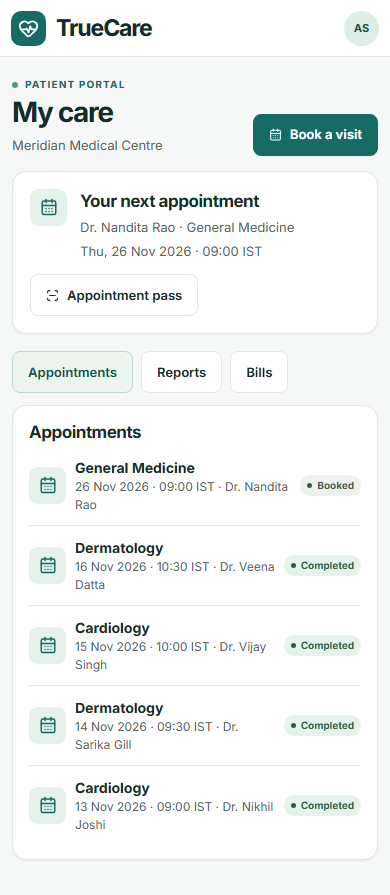 TrueCare
AS
PATIENT PORTAL
My care
Meridian Medical Centre
Book a visit
Your next appointment
Dr. Nandita Rao · General Medicine
Thu, 26 Nov 2026 · 09:00 IST
Appointment pass
Appointments
Reports
Bills
Appointments
General Medicine
26 Nov 2026 · 09:00 IST · Dr. Nandita
Rao
Booked
Dermatology
16 Nov 2026 · 10:30 IST · Dr. Veena
Datta
Completed
Cardiology
15 Nov 2026 · 10:00 IST · Dr. Vijay
Singh
Completed
Dermatology
14 Nov 2026 · 09:30 IST · Dr.
Sarika Gill
Completed
Cardiology
13 Nov 2026 · 09:00 IST · Dr. Nikhil
Joshi
Completed